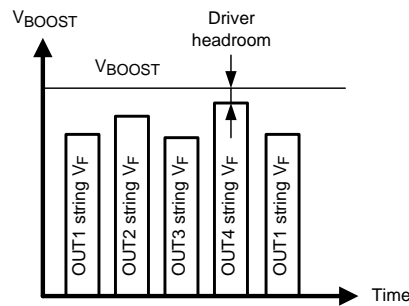 VBOOST
Driver
headroom
VBOOST
OUT1 string VF
OUT2 string VF
OUT3 string VF
OUT4 string VF
OUT1 string VF
Time